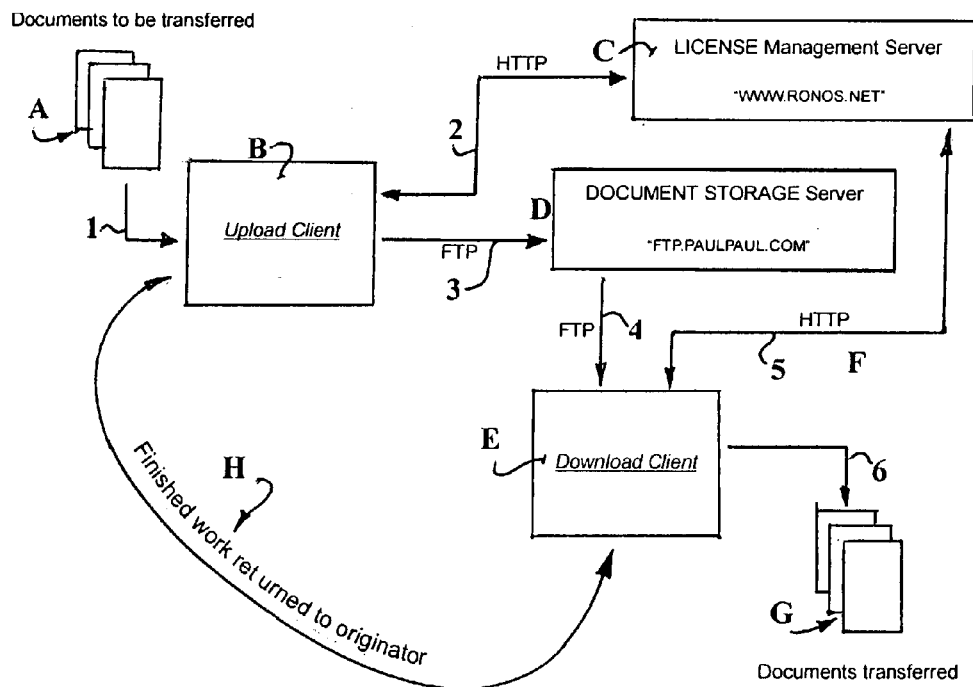 Documents to be transferred
A
1
B
Upload Client
2
HTTP
C
LICENSE Management Server
"WWW.RONOS.NET"
D
DOCUMENT STORAGE Server
"FTP.PAULPAUL.COM"
FTP
3
FTP
4
HTTP
5
F
E
Download Client
6
H
Finished work ret urned to originator
G
Documents transferred